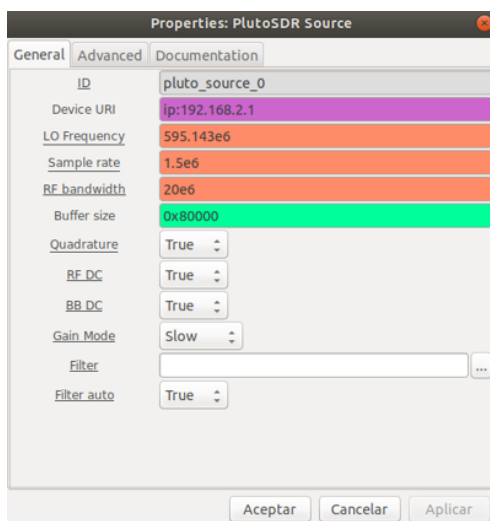 Properties: PlutoSDR Source
General Advanced Documentation
ID pluto_source_0
Device URI ip:192.168.2.1
LO Frequency 595.143e6
Sample rate 1.5e6
RF bandwidth 20e6
Buffer size 0x80000
Quadrature True
RF DC True
BB DC True
Gain Mode Slow
Filter ...
Filter auto True
Aceptar Cancelar Aplicar